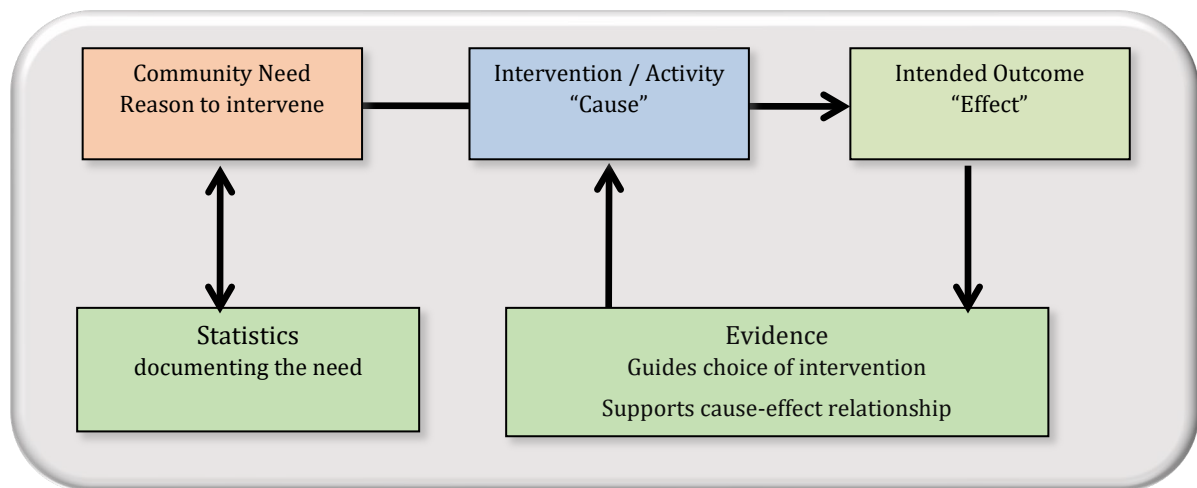 Community Need
Reason to intervene
Intervention / Activity
“Cause”
Intended Outcome
“Effect”
Statistics
documenting the need
Evidence
Guides choice of intervention
Supports cause-effect relationship